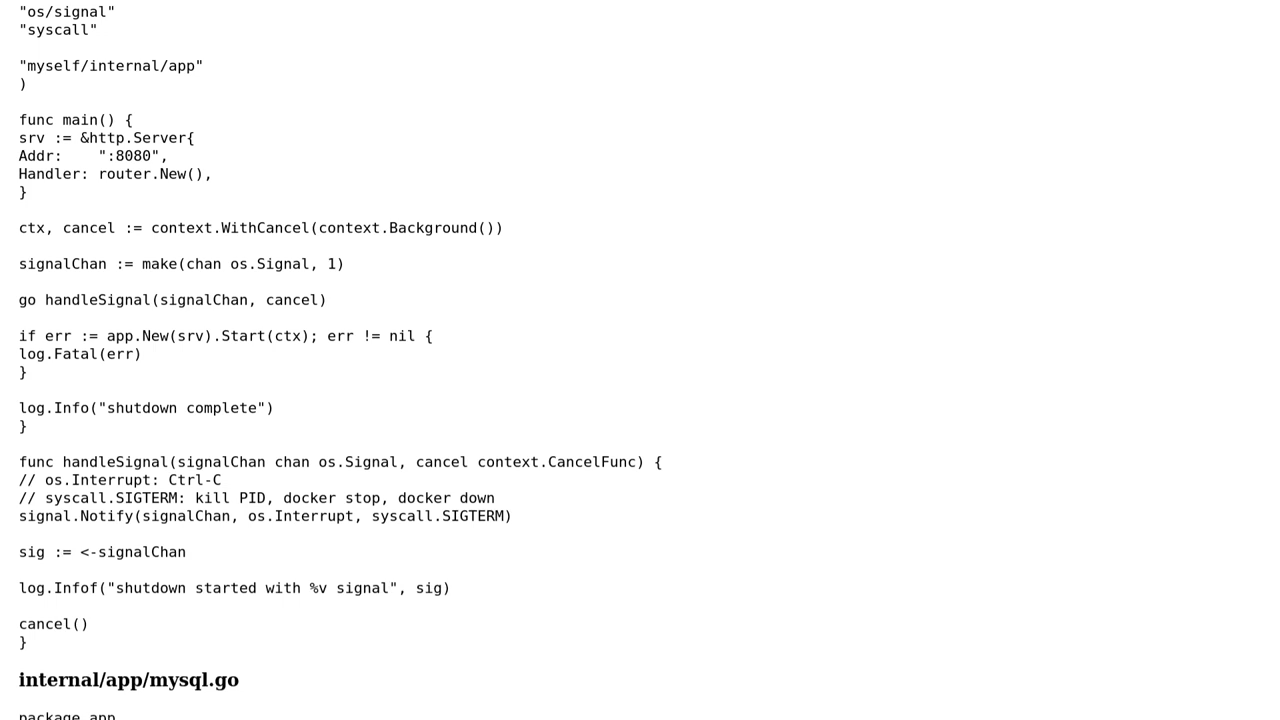 "os/signal"
"syscall"

"myself/internal/app"
)

func main() {
srv := &http.Server{
Addr:    ":8080",
Handler: router.New(),
}

ctx, cancel := context.WithCancel(context.Background())

signalChan := make(chan os.Signal, 1)

go handleSignal(signalChan, cancel)

if err := app.New(srv).Start(ctx); err != nil {
log.Fatal(err)
}

log.Info("shutdown complete")
}

func handleSignal(signalChan chan os.Signal, cancel context.CancelFunc) {
// os.Interrupt: Ctrl-C
// syscall.SIGTERM: kill PID, docker stop, docker down
signal.Notify(signalChan, os.Interrupt, syscall.SIGTERM)

sig := <-signalChan

log.Infof("shutdown started with %v signal", sig)

cancel()
}

internal/app/mysql.go

package app